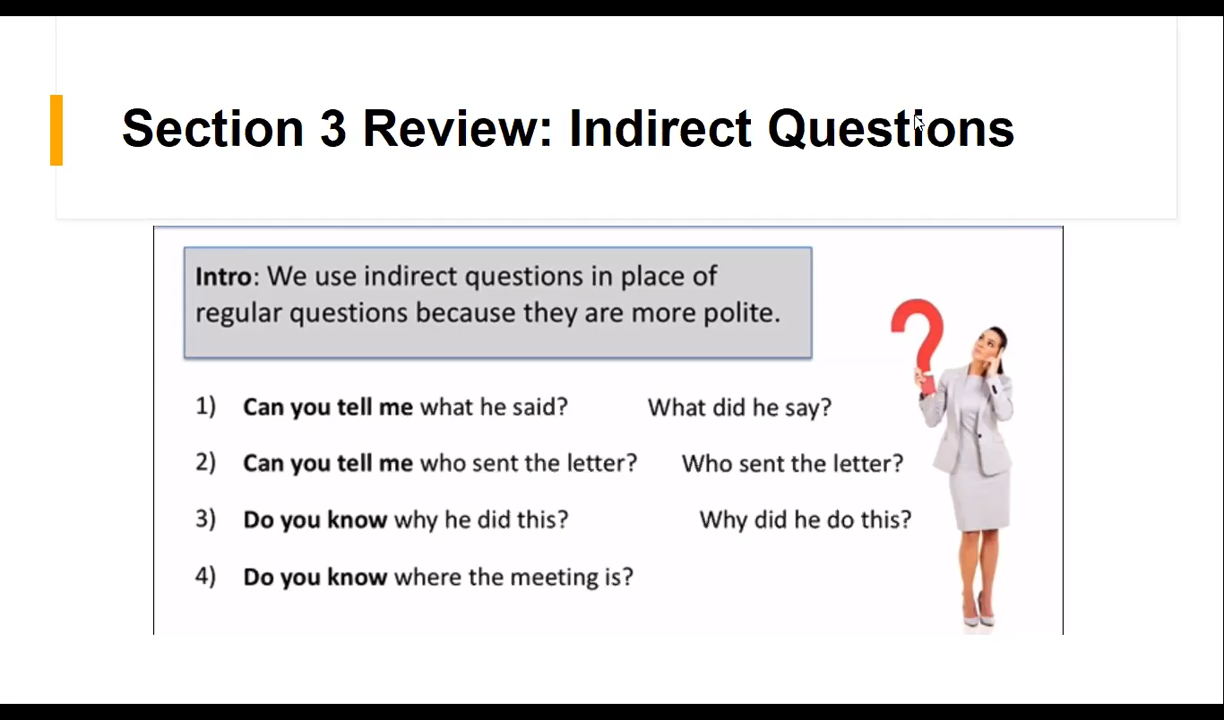 Section 3 Review: Indirect Questions
Intro: We use indirect questions in place of
regular questions because they are more polite.
1) Can you tell me what he said? What did he say?
2) Can you tell me who sent the letter? Who sent the letter?
3) Do you know why he did this? Why did he do this?
4) Do you know where the meeting is?